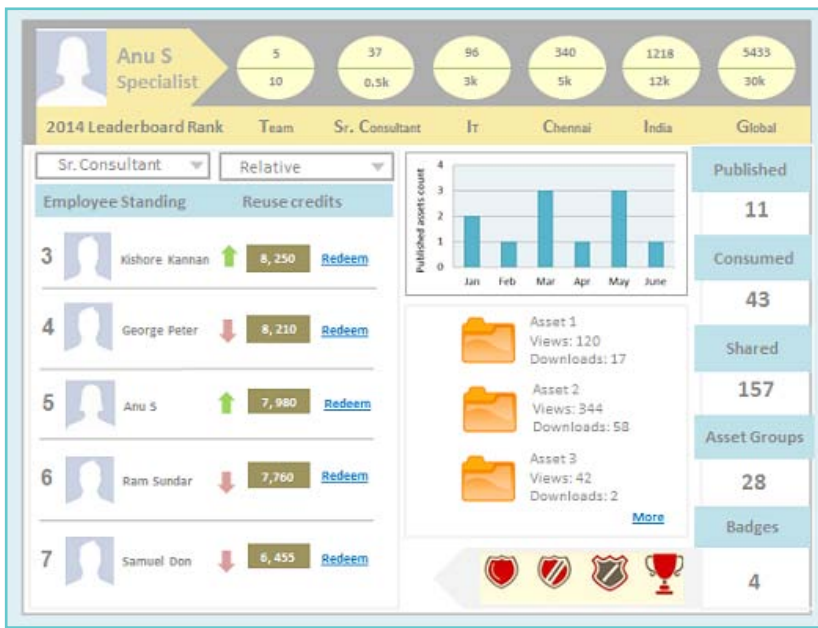 Anu S
Specialist
5 37 96 340 1218 5433
10 0.5k 3k 5k 12k 30k
2014 Leaderboard Rank Team Sr. Consultant IT Chennai India Global
Sr. Consultant Relative
Employee Standing Reuse credits
3 Kishore Kannan 8,250 Redeem
4 George Peter 8,210 Redeem
5 Anu S 7,980 Redeem
6 Ram Sundar 7,760 Redeem
7 Samuel Don 6,455 Redeem
Published assets count
4
3
2
1
0
Jan Feb Mar Apr May June
Asset 1
Views: 120
Downloads: 17
Asset 2
Views: 344
Downloads: 58
Asset 3
Views: 42
Downloads: 2
More
Published
11
Consumed
43
Shared
157
Asset Groups
28
Badges
4